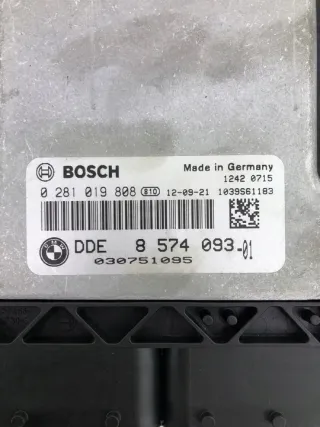 BOSCH
Made in Germany
1242 0715
0 281 019 808 E10 12-09-21 1039S61183
DDE 8 574 093-01
030751095